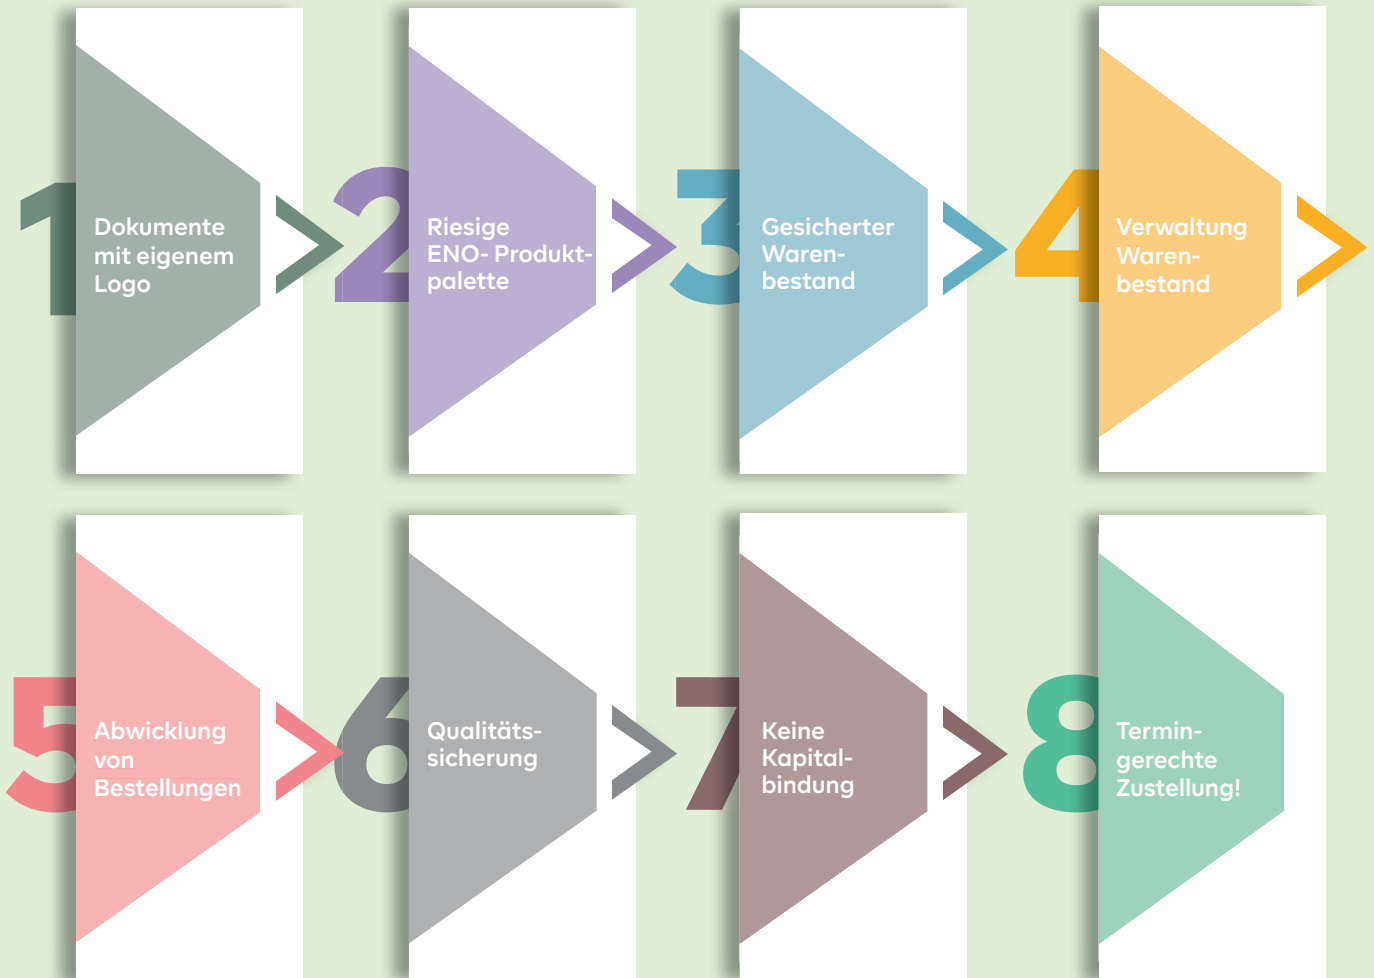 1
Dokumente
mit eigenem
Logo
2
Riesige
ENO- Produkt-
palette
3
Gesicherter
Waren-
bestand
4
Verwaltung
Waren-
bestand
5
Abwicklung
von
Bestellungen
6
Qualitäts-
sicherung
7
Keine
Kapital-
bindung
8
Termin-
gerechte
Zustellung!